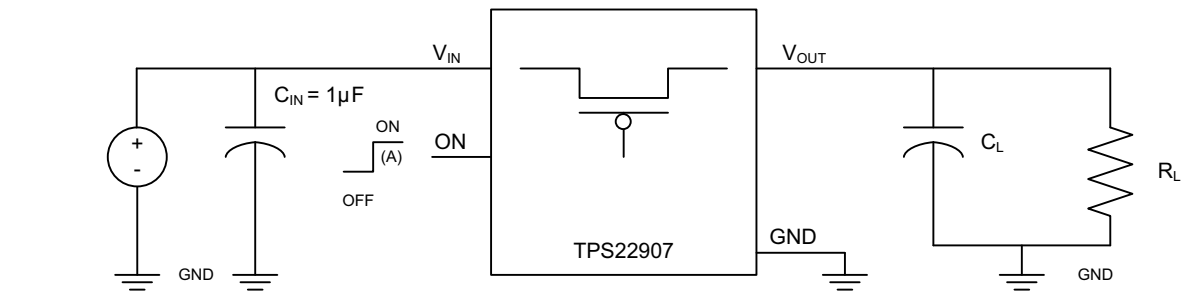 VIN
VOUT
CIN = 1µF
+
-
ON
(A)
OFF
ON
CL
RL
TPS22907
GND
GND
GND